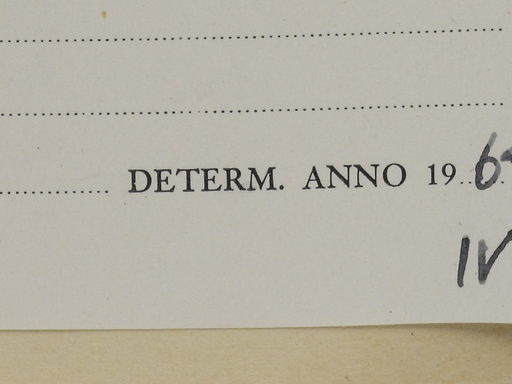 DETERM. ANNO 196
IV